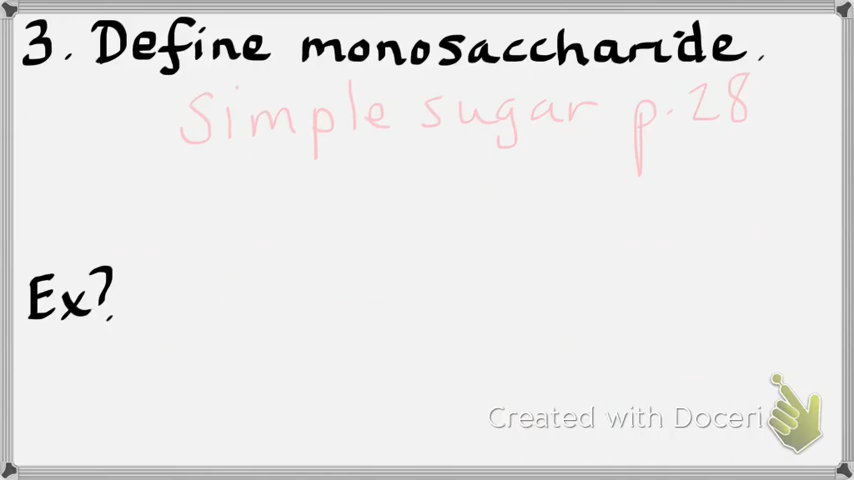 3. Define monosaccharide.
Simple sugar p.28
Ex?
Created with Doceri